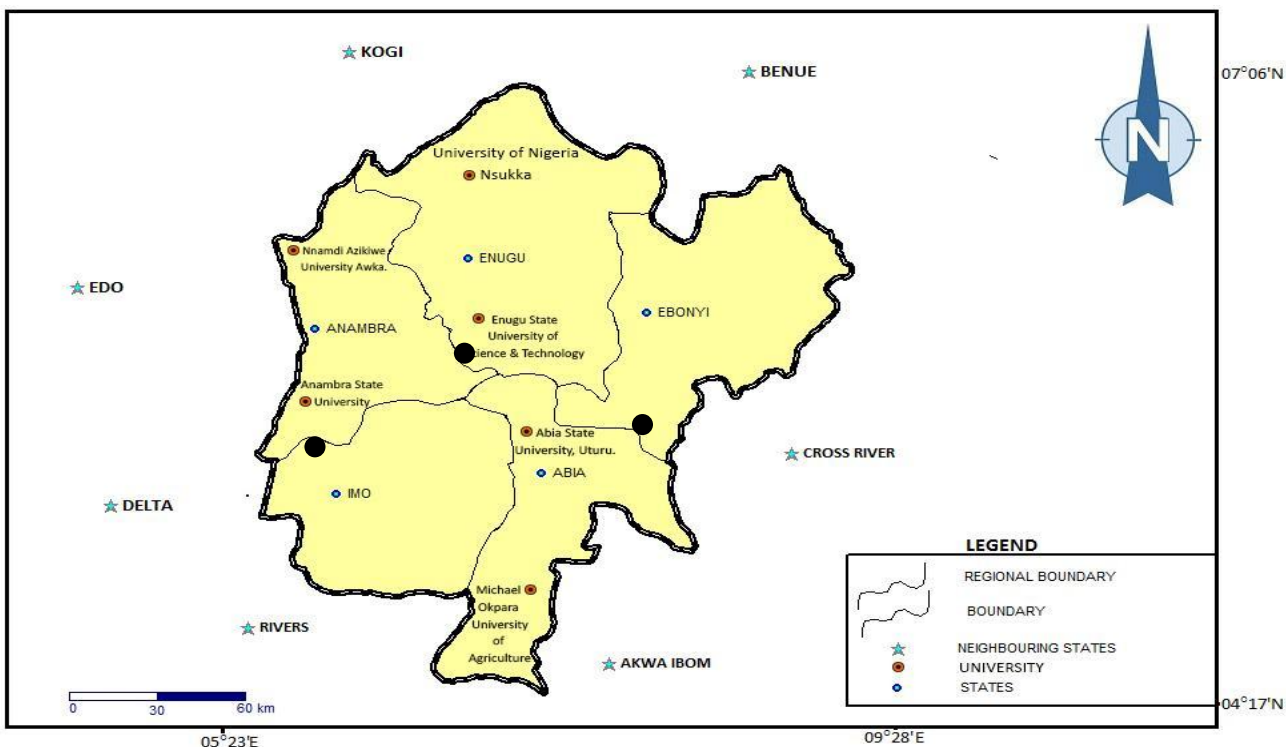 KOGI
BENUE
07°06'N
N
University of Nigeria
Nsukka
Nnamdi Azikiwe
University Awka.
ENUGU
EDO
EBONYI
ANAMBRA
Enugu State
University of
cience & Technology
Anambra State
University
Abia State
University, Uturu.
CROSS RIVER
ABIA
IMO
DELTA
LEGEND
REGIONAL BOUNDARY
BOUNDARY
NEIGHBOURING STATES
UNIVERSITY
STATES
Michael
Okpara
University
of
Agriculture
RIVERS
AKWA IBOM
0 30 60 km
04°17'N
05°23'E
09°28'E